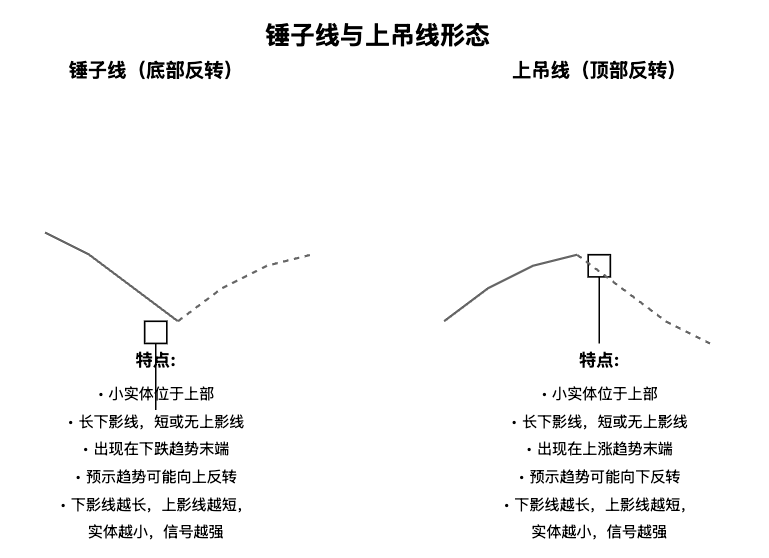 锤子线与上吊线形态
锤子线（底部反转）
特点:
• 小实体位于上部
• 长下影线，短或无上影线
• 出现在下跌趋势末端
• 预示趋势可能向上反转
• 下影线越长，上影线越短，
实体越小，信号越强
上吊线（顶部反转）
特点:
• 小实体位于上部
• 长下影线，短或无上影线
• 出现在上涨趋势末端
• 预示趋势可能向下反转
• 下影线越长，上影线越短，
实体越小，信号越强